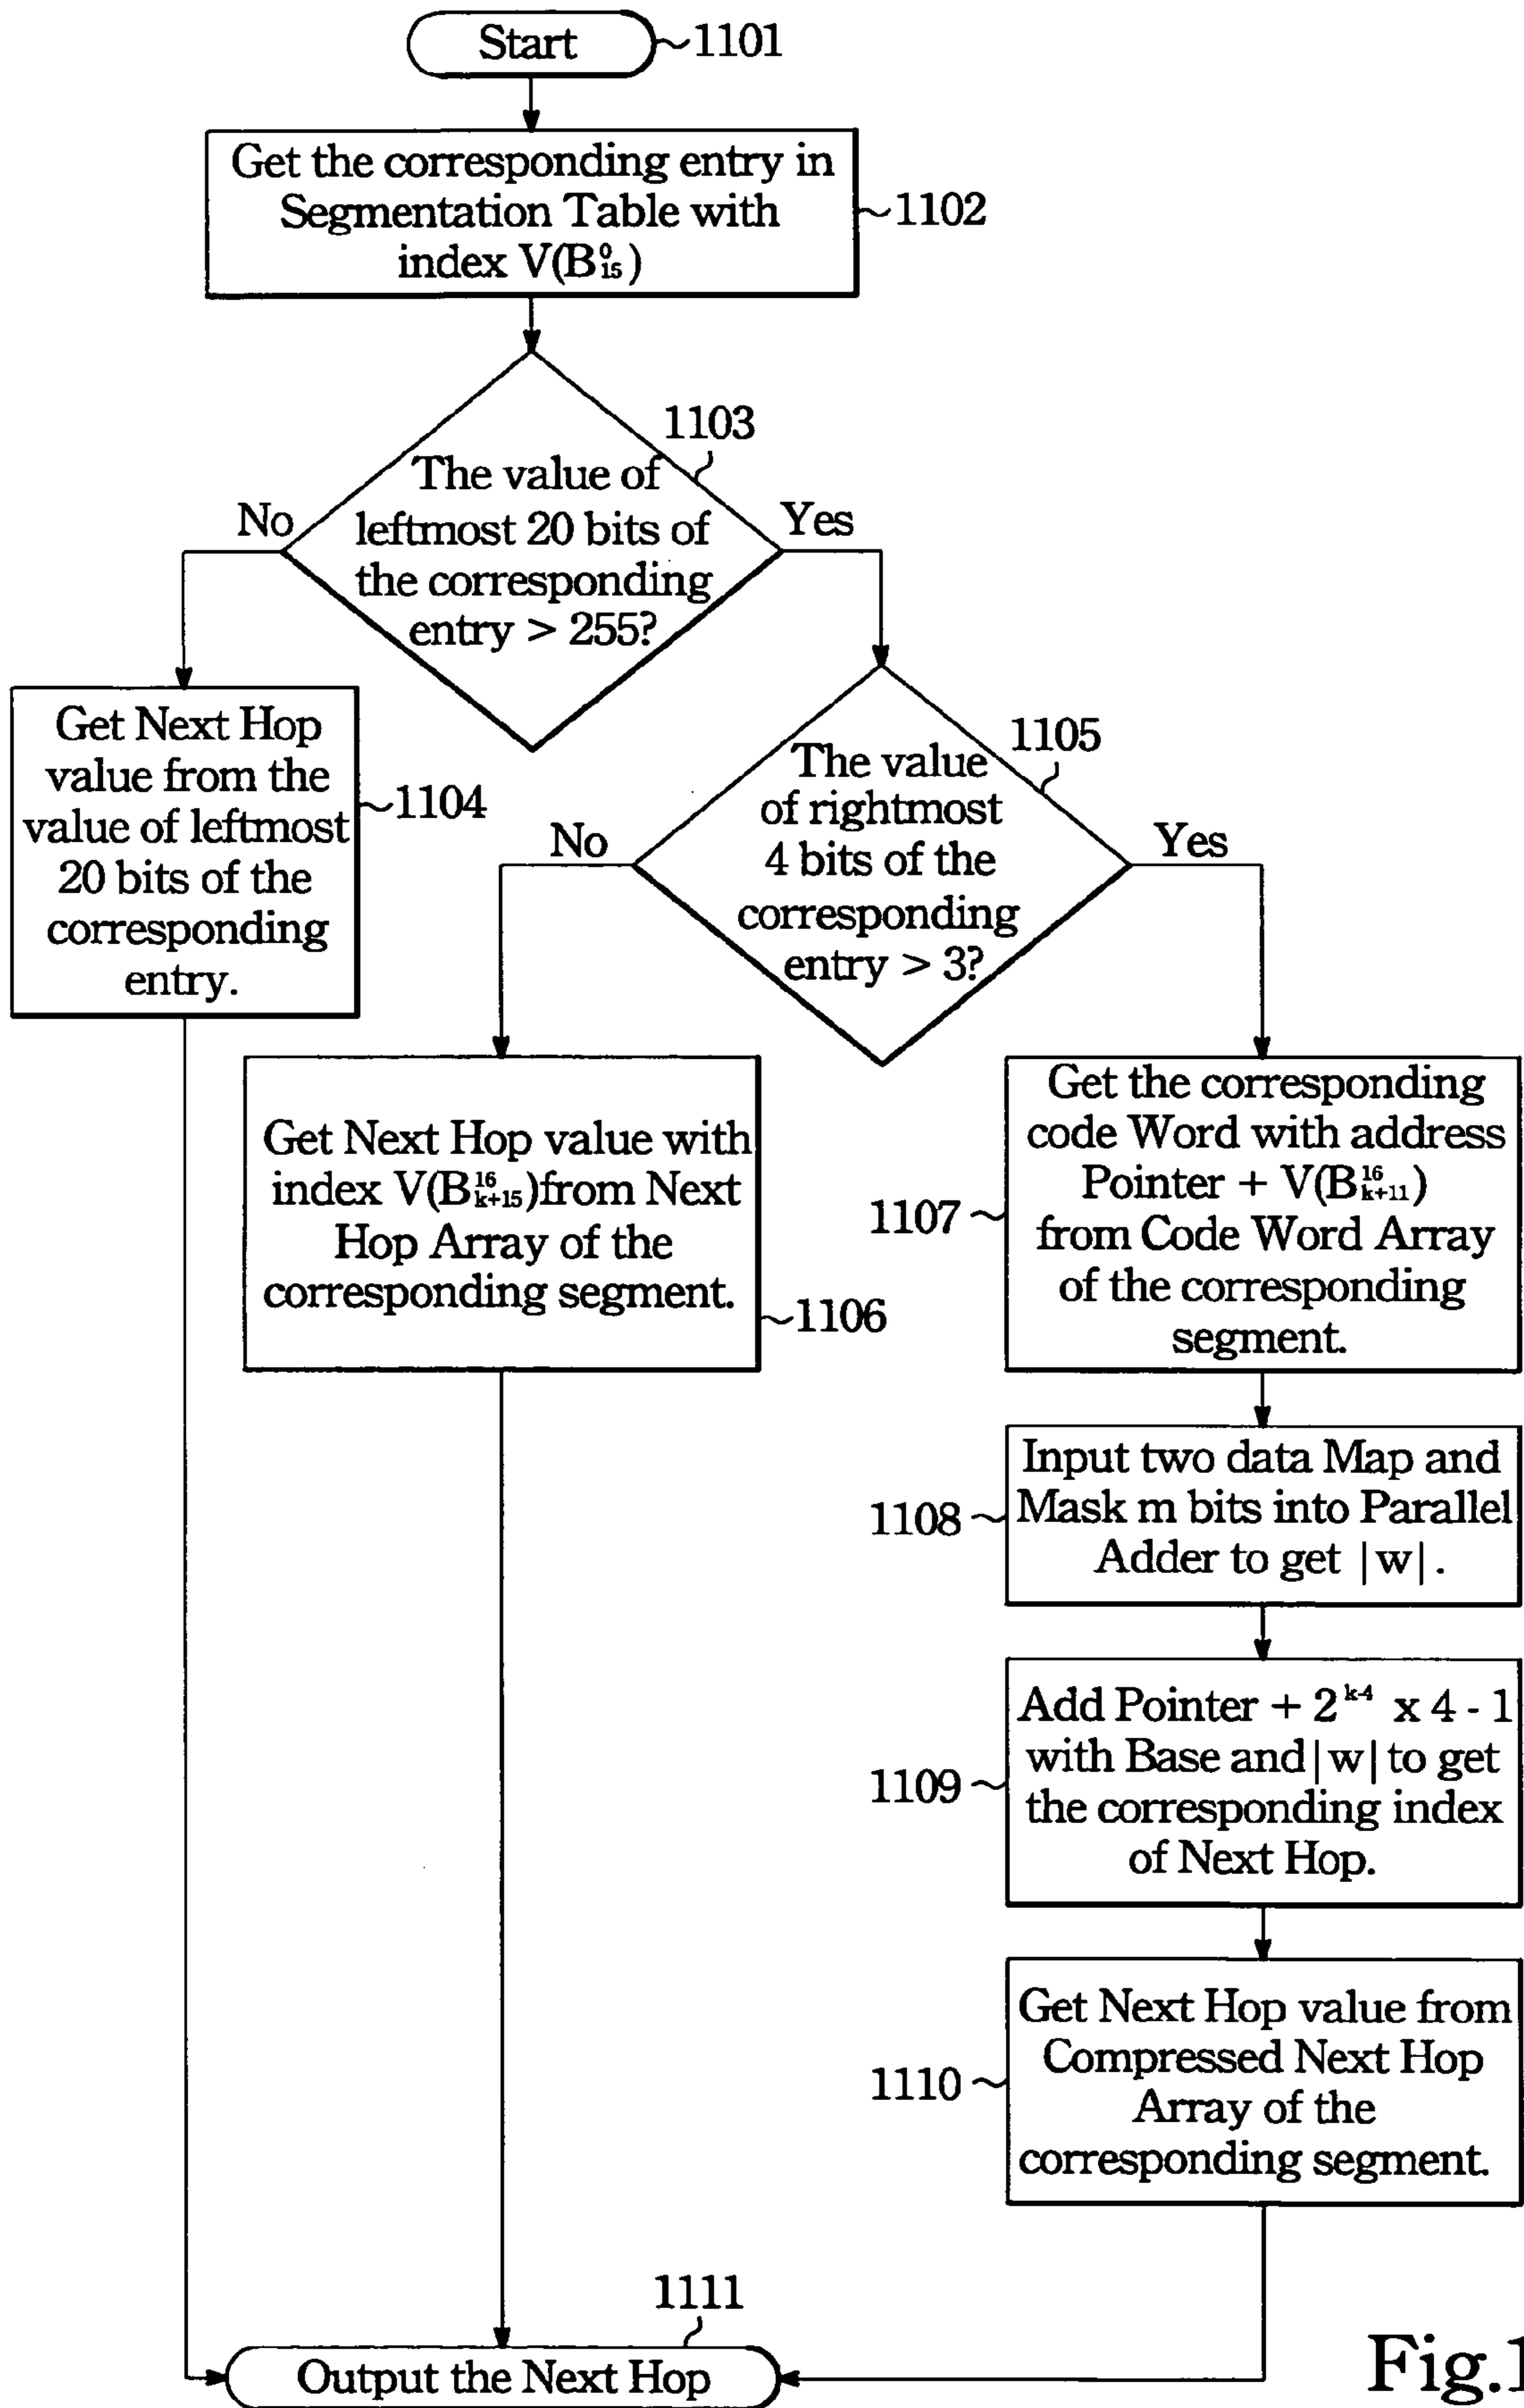 Start
1101
Get the corresponding entry in
Segmentation Table with
index V(B⁰₁₅)
1102
1103
The value of
leftmost 20 bits of
the corresponding
entry > 255?
No
Yes
Get Next Hop
value from the
value of leftmost
20 bits of the
corresponding
entry.
1104
1105
The value
of rightmost
4 bits of the
corresponding
entry > 3?
No
Yes
Get Next Hop value with
index V(B¹⁶ₖ₊₁₅)from Next
Hop Array of the
corresponding segment.
1106
Get the corresponding
code Word with address
Pointer + V(B¹⁶ₖ₊₁₁)
from Code Word Array
of the corresponding
segment.
1107
Input two data Map and
Mask m bits into Parallel
Adder to get |w|.
1108
Add Pointer + 2ᵏ⁻⁴ x 4 - 1
with Base and|w| to get
the corresponding index
of Next Hop.
1109
Get Next Hop value from
Compressed Next Hop
Array of the
corresponding segment.
1110
1111
Output the Next Hop
Fig.1